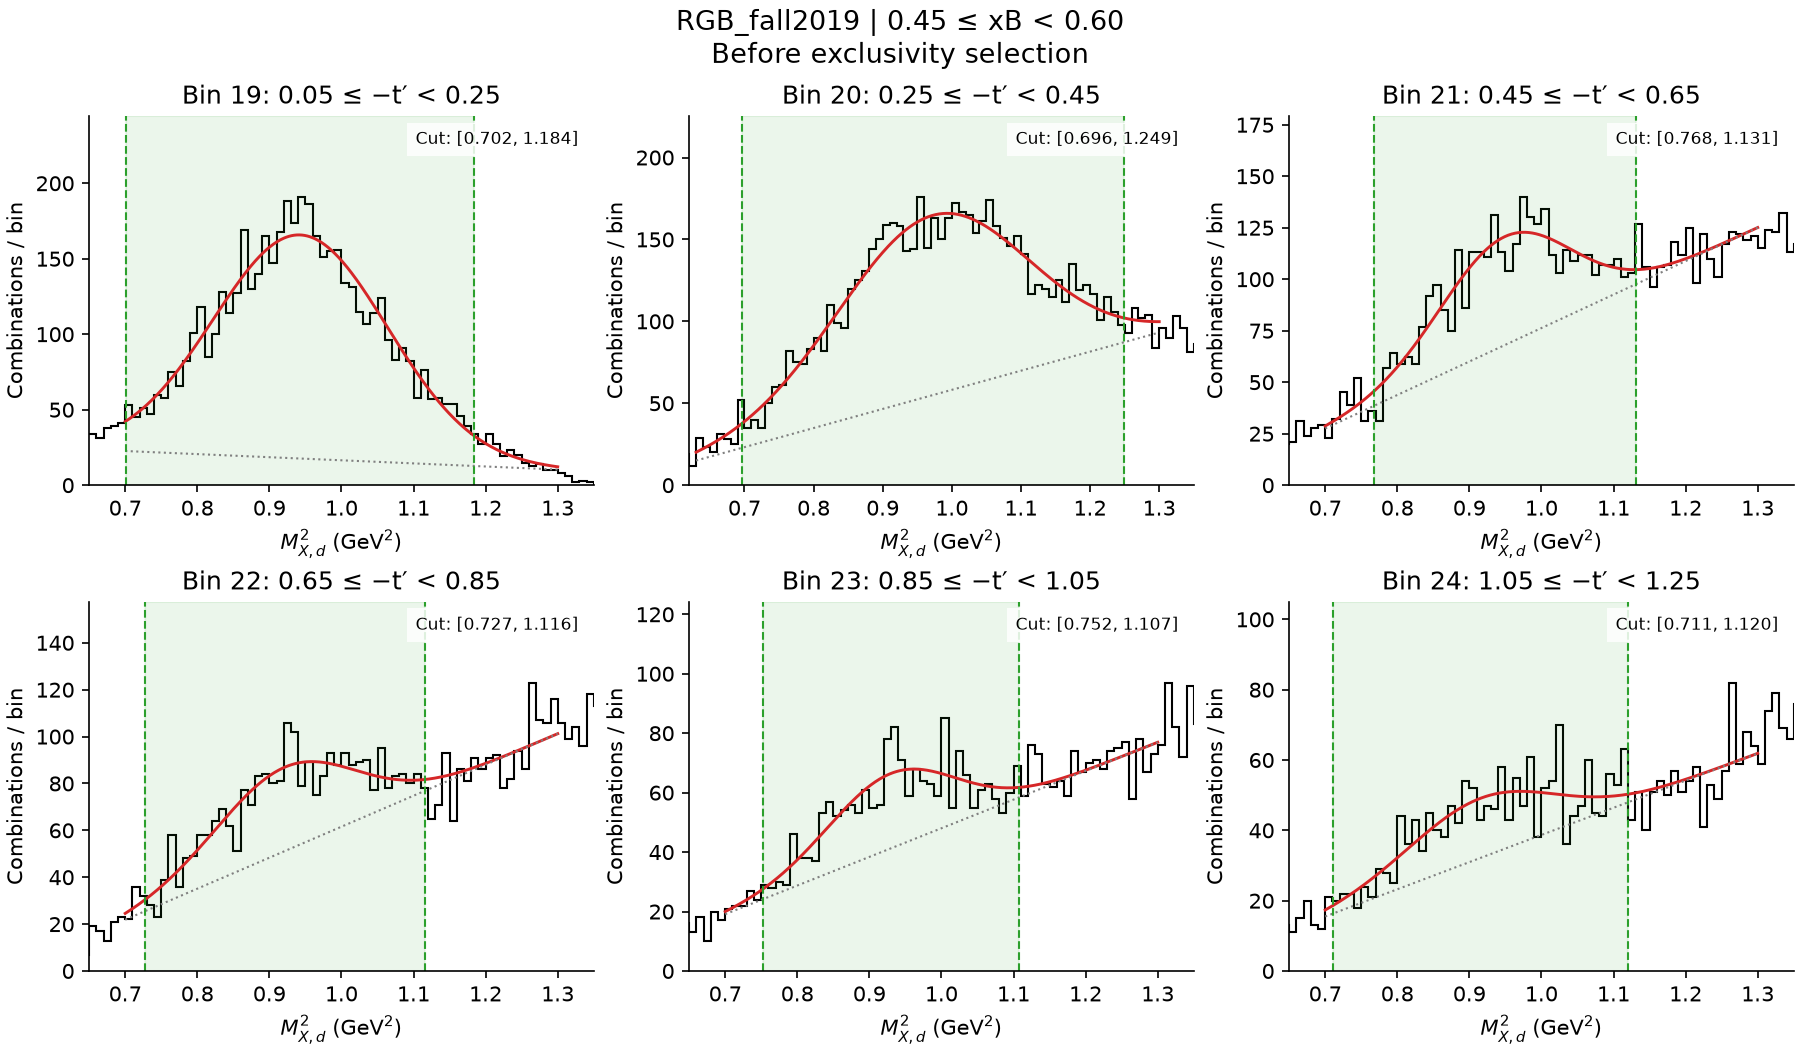 RGB_fall2019 | 0.45 ≤ xB < 0.60
Before exclusivity selection
Bin 19: 0.05 ≤ −t′ < 0.25
Cut: [0.702, 1.184]
Combinations / bin
200
150
100
50
0
0.7 0.8 0.9 1.0 1.1 1.2 1.3
M²X,d (GeV²)
Bin 20: 0.25 ≤ −t′ < 0.45
Cut: [0.696, 1.249]
Combinations / bin
200
150
100
50
0
0.7 0.8 0.9 1.0 1.1 1.2 1.3
M²X,d (GeV²)
Bin 21: 0.45 ≤ −t′ < 0.65
Cut: [0.768, 1.131]
Combinations / bin
175
150
125
100
75
50
25
0
0.7 0.8 0.9 1.0 1.1 1.2 1.3
M²X,d (GeV²)
Bin 22: 0.65 ≤ −t′ < 0.85
Cut: [0.727, 1.116]
Combinations / bin
140
120
100
80
60
40
20
0
0.7 0.8 0.9 1.0 1.1 1.2 1.3
M²X,d (GeV²)
Bin 23: 0.85 ≤ −t′ < 1.05
Cut: [0.752, 1.107]
Combinations / bin
120
100
80
60
40
20
0
0.7 0.8 0.9 1.0 1.1 1.2 1.3
M²X,d (GeV²)
Bin 24: 1.05 ≤ −t′ < 1.25
Cut: [0.711, 1.120]
Combinations / bin
100
80
60
40
20
0
0.7 0.8 0.9 1.0 1.1 1.2 1.3
M²X,d (GeV²)